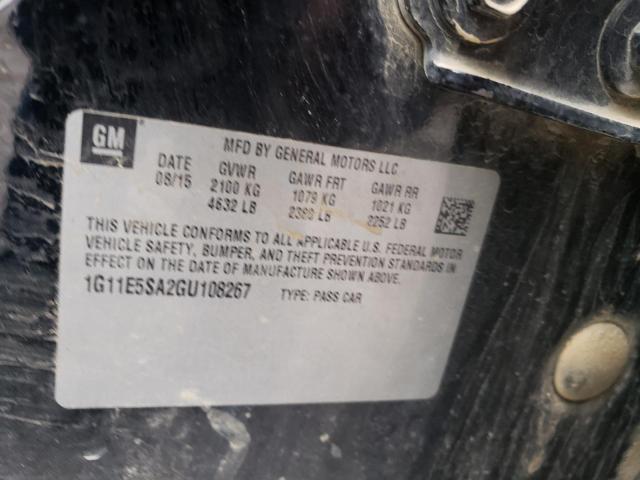 GM
MFD BY GENERAL MOTORS LLC
DATE GVWR GAWR FRT GAWR RR
08/15 2100 KG 1079 KG 1021 KG
4632 LB 2380 LB 2252 LB
THIS VEHICLE CONFORMS TO ALL APPLICABLE U.S. FEDERAL MOTOR
VEHICLE SAFETY, BUMPER, AND THEFT PREVENTION STANDARDS IN
EFFECT ON THE DATE OF MANUFACTURE SHOWN ABOVE.
1G11E5SA2GU108267 TYPE: PASS CAR